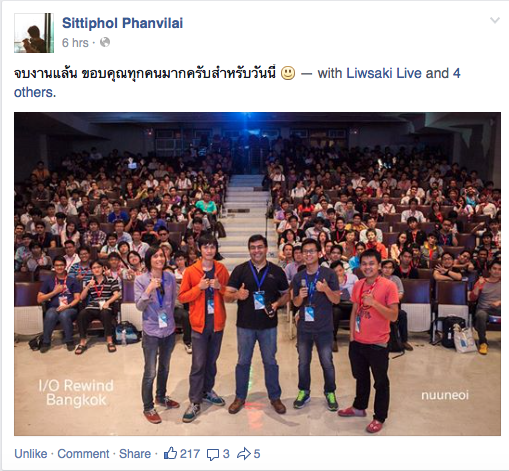 Sittiphol Phanvilai
6 hrs ·
จบงานแล้น ขอบคุณทุกคนมากครับสำหรับวันนี้ 😃 — with Liwsaki Live and 4
others.
I/O Rewind
Bangkok
nuuneoi
Unlike · Comment · Share · 217 3 5